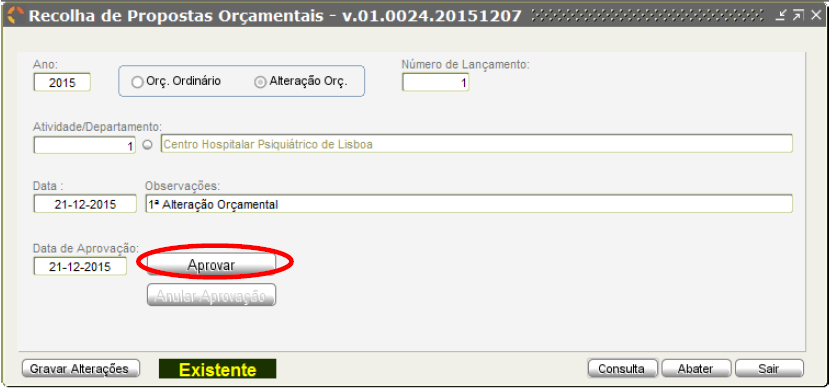 Recolha de Propostas Orçamentais - v.01.0024.20151207
Ano:
Número de Lançamento:
2015
Orç. Ordinário
Alteração Orç.
1
Atividade/Departamento:
1
Centro Hospitalar Psiquiátrico de Lisboa
Data :
Observações:
21-12-2015
1ª Alteração Orçamental
Data de Aprovação:
21-12-2015
Aprovar
Anular Aprovação
Gravar Alterações
Existente
Consulta
Abater
Sair